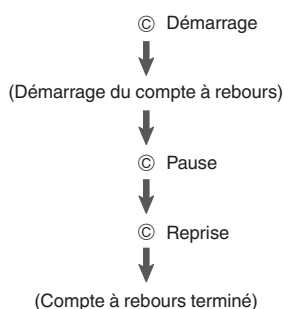 © Démarrage
(Démarrage du compte à rebours)
© Pause
© Reprise
(Compte à rebours terminé)